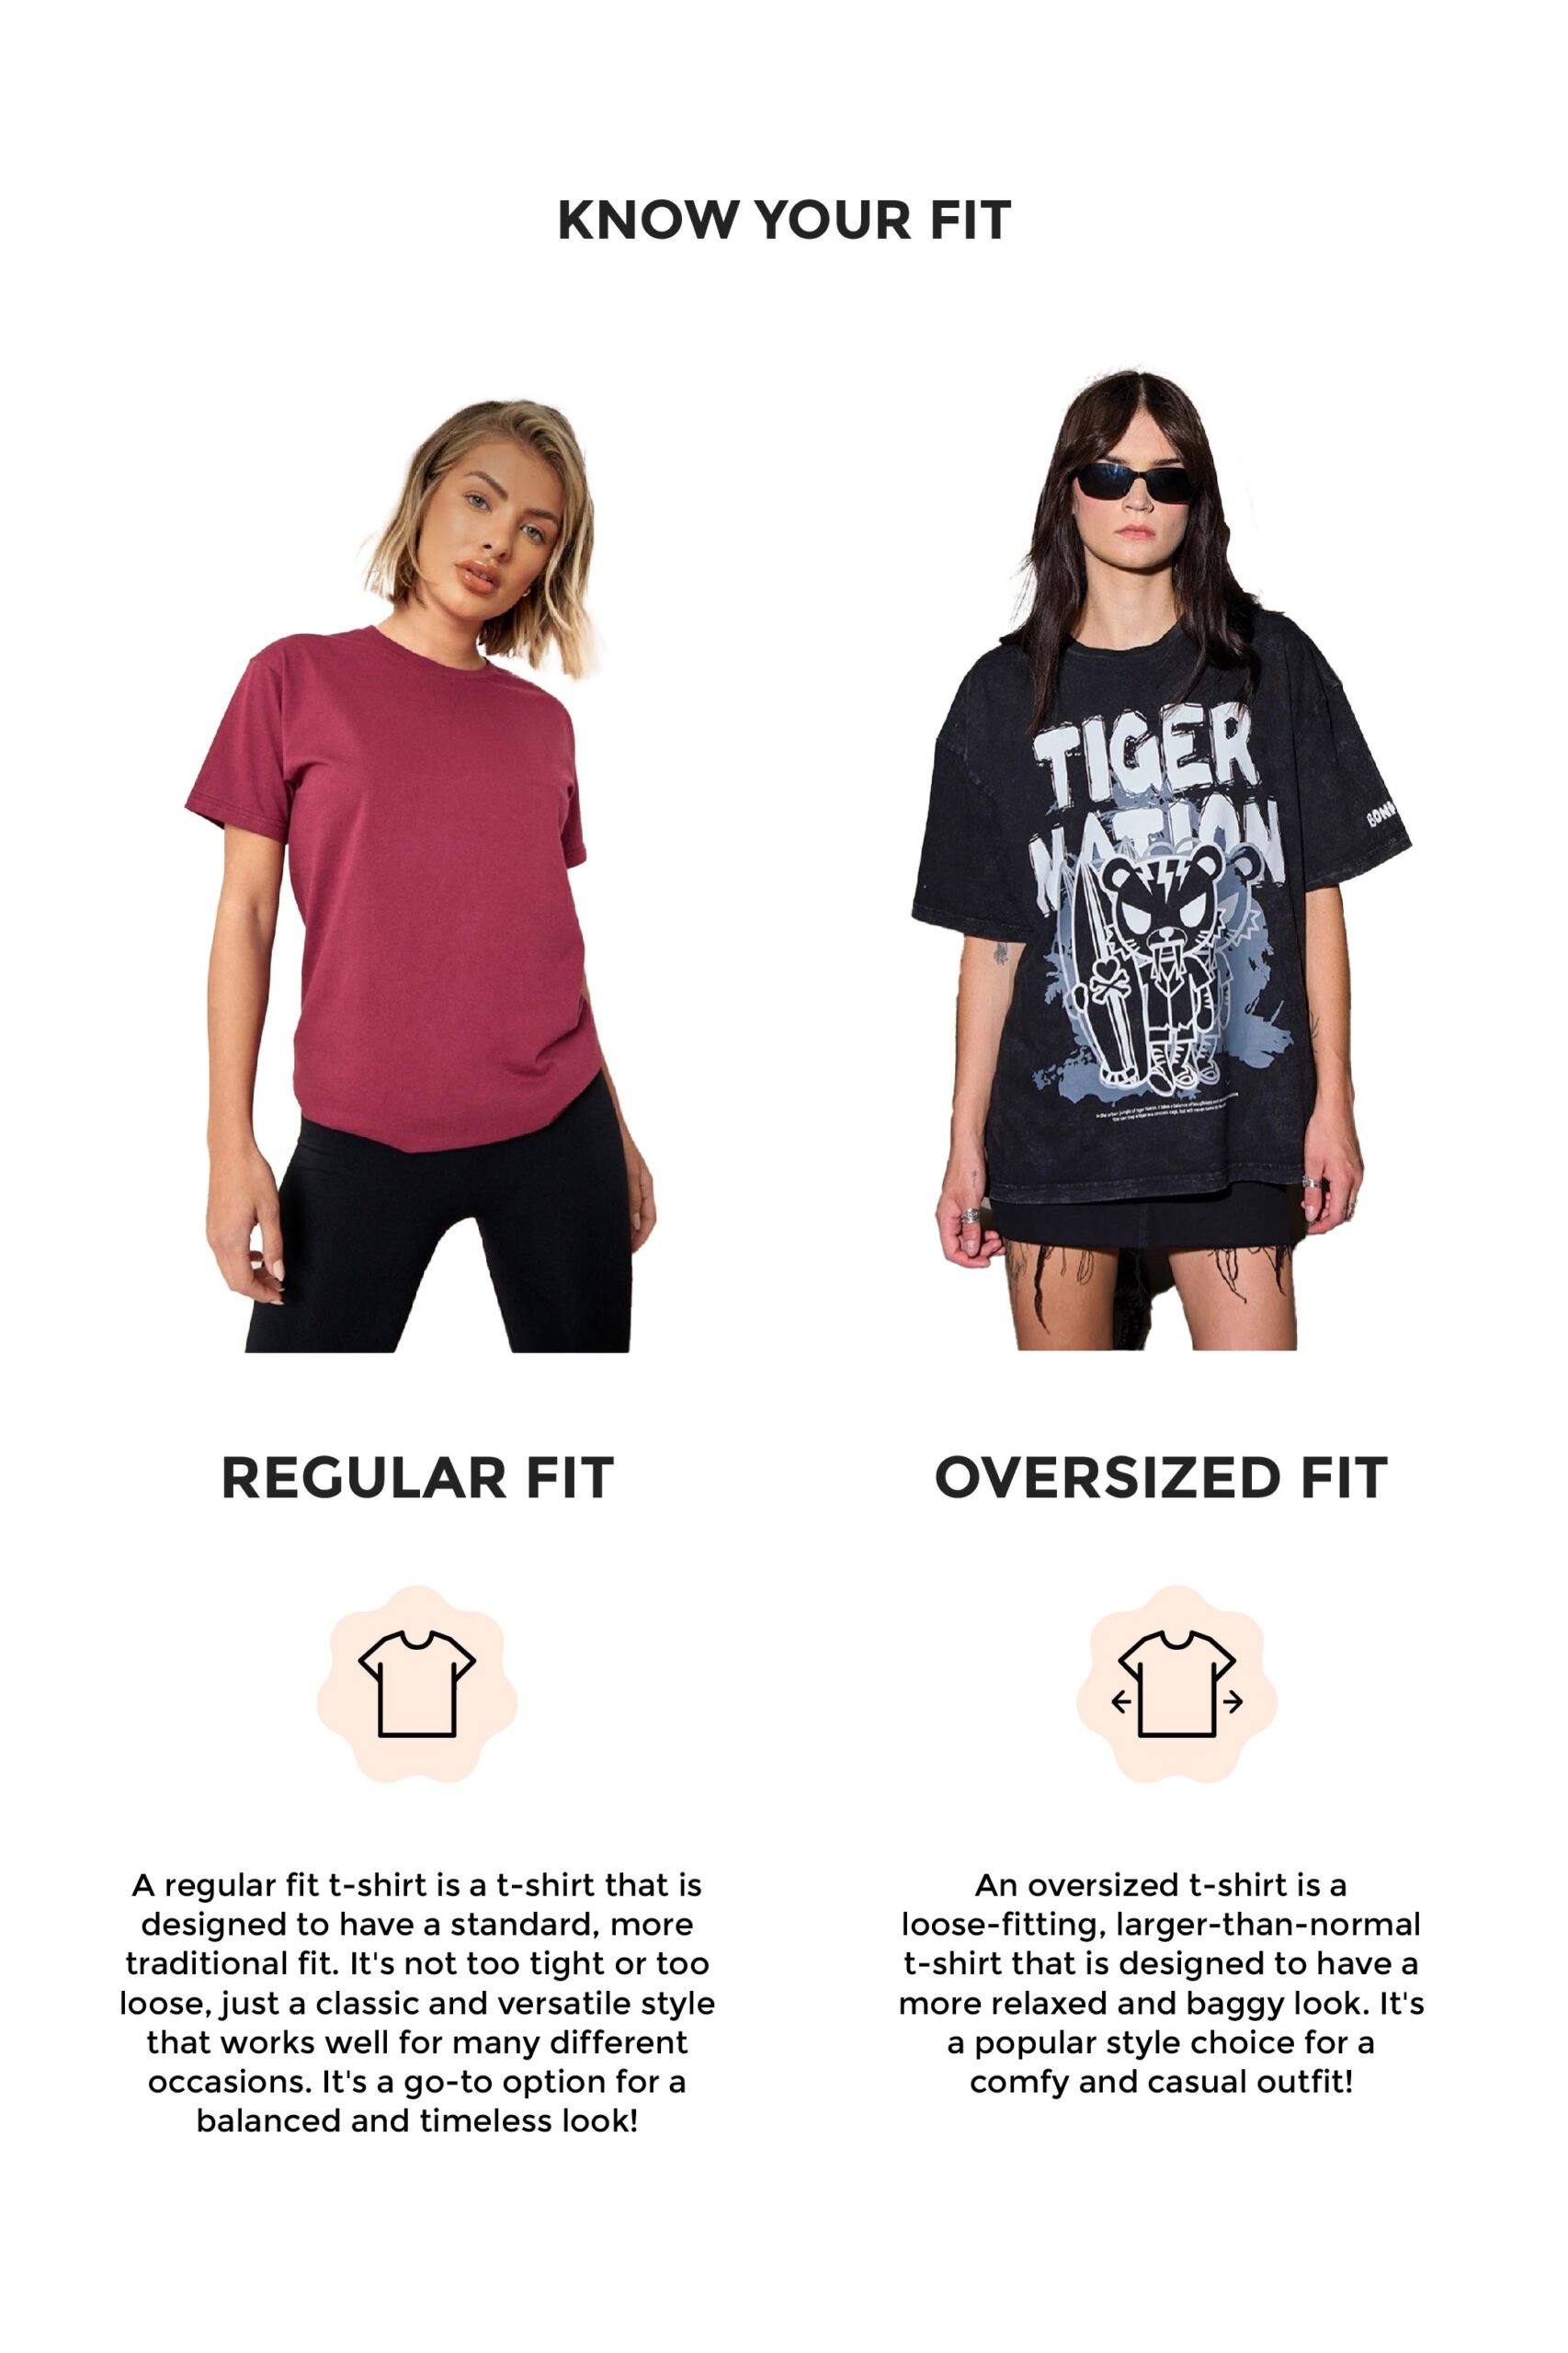 KNOW YOUR FIT
TIGER
NATION
REGULAR FIT
OVERSIZED FIT
A regular fit t-shirt is a t-shirt that is
designed to have a standard, more
traditional fit. It's not too tight or too
loose, just a classic and versatile style
that works well for many different
occasions. It's a go-to option for a
balanced and timeless look!
An oversized t-shirt is a
loose-fitting, larger-than-normal
t-shirt that is designed to have a
more relaxed and baggy look. It's
a popular style choice for a
comfy and casual outfit!